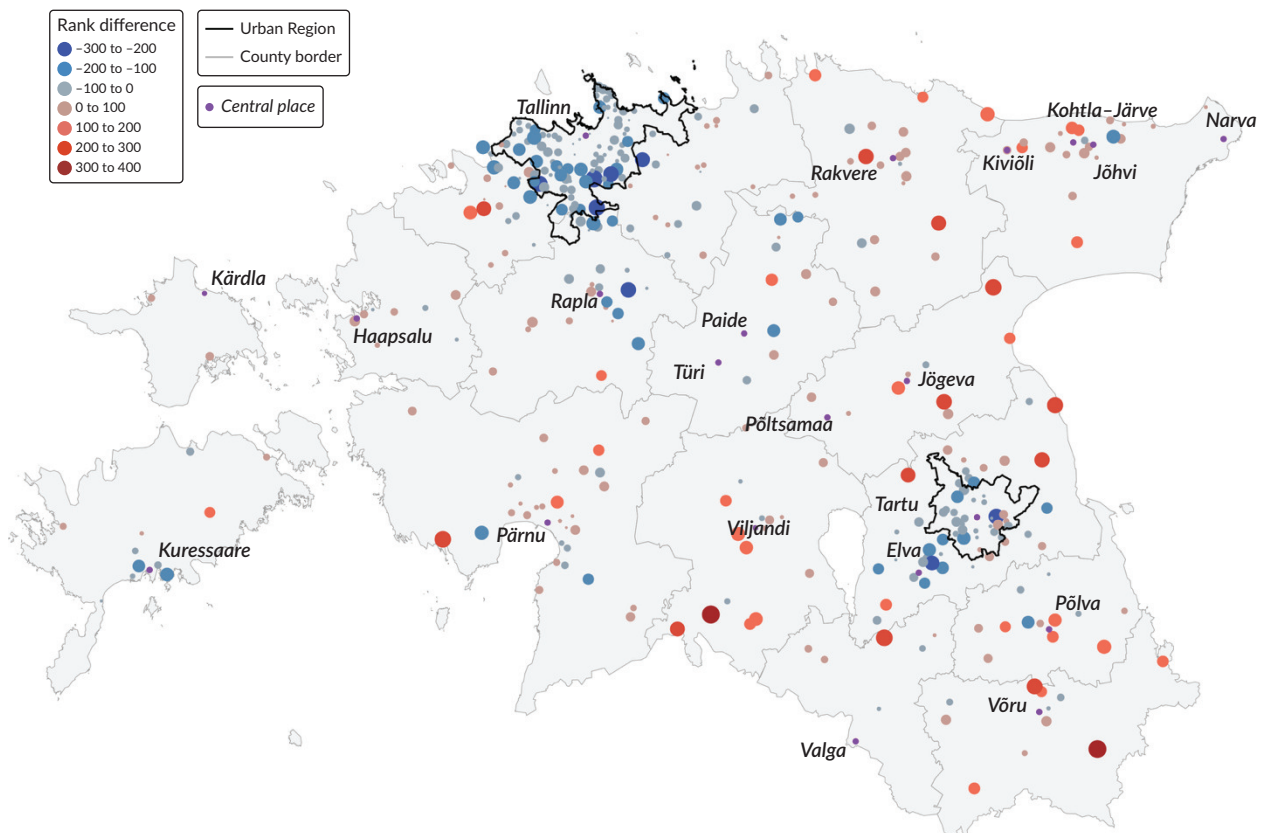 Rank difference
–300 to –200
–200 to –100
–100 to 0
0 to 100
100 to 200
200 to 300
300 to 400
Urban Region
County border
Central place
Tallinn
Kohtla–Järve
Narva
Rakvere
Kiviõli
Jõhvi
Kärdla
Rapla
Haapsalu
Paide
Türi
Jögeva
Põltsamaa
Tartu
Pärnu
Viljandi
Kuressaare
Elva
Põlva
Võru
Valga